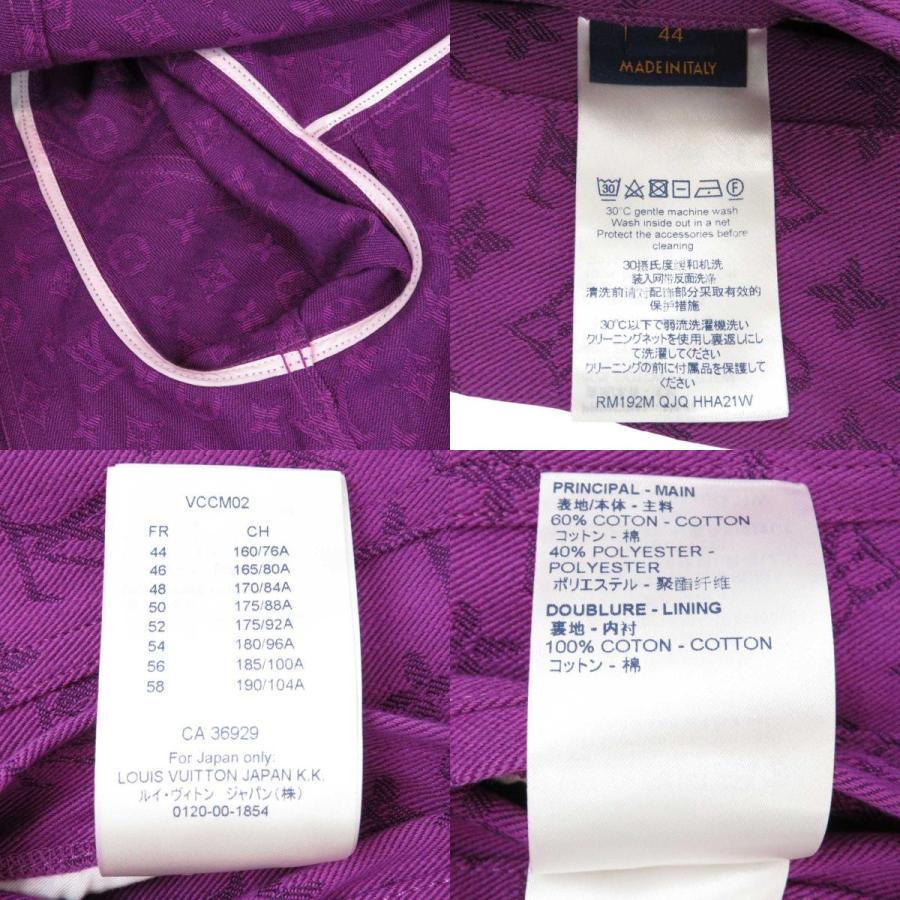 44
MADE IN ITALY
30
F
30°C gentle machine wash
Wash inside out in a net
Protect the accessories before
cleaning
30摄氏度缓和机洗
装入网袋反面洗涤
清洗前请对配饰部分采取有效的
保护措施
30℃以下で弱流洗濯機洗い
クリーニングネットを使用し裏返しにし
て洗濯してください
クリーニングの前に付属品を保護して
ください
RM192M QJQ HHA21W
VCCM02
FR CH
44 160/76A
46 165/80A
48 170/84A
50 175/88A
52 175/92A
54 180/96A
56 185/100A
58 190/104A
CA 36929
For Japan only:
LOUIS VUITTON JAPAN K.K.
ルイ・ヴィトン ジャパン(株)
0120-00-1854
PRINCIPAL - MAIN
表地/本体 - 主料
60% COTON - COTTON
コットン - 棉
40% POLYESTER -
POLYESTER
ポリエステル - 聚酯纤维
DOUBLURE - LINING
裏地 - 内衬
100% COTON - COTTON
コットン - 棉